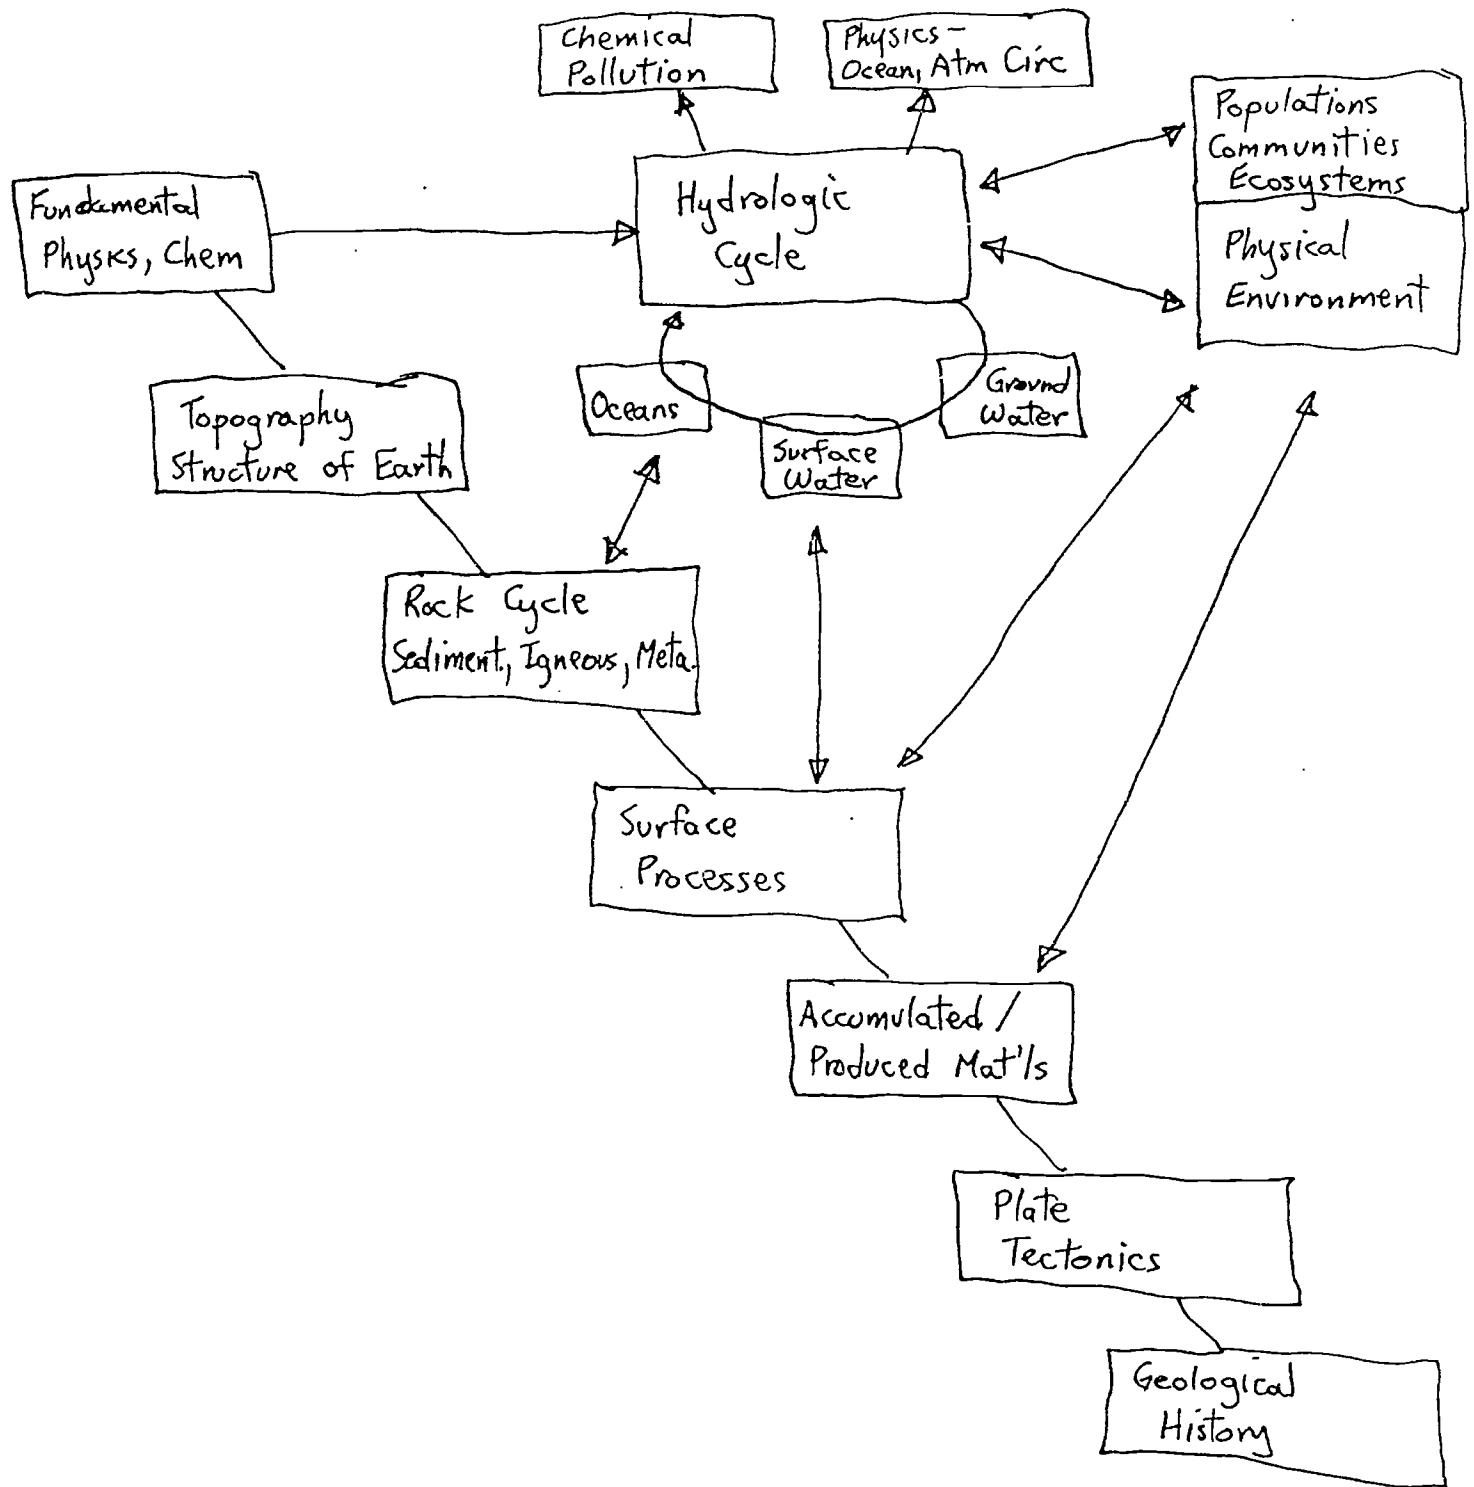 Chemical
Pollution
Physics –
Ocean, Atm Circ
Populations
Communities
Ecosystems
Physical
Environment
Fundamental
Physics, Chem
Hydrologic
Cycle
Oceans
Surface
Water
Ground
Water
Topography
Structure of Earth
Rock Cycle
Sediment., Igneous, Meta.
Surface
Processes
Accumulated /
Produced Mat'ls
Plate
Tectonics
Geological
History